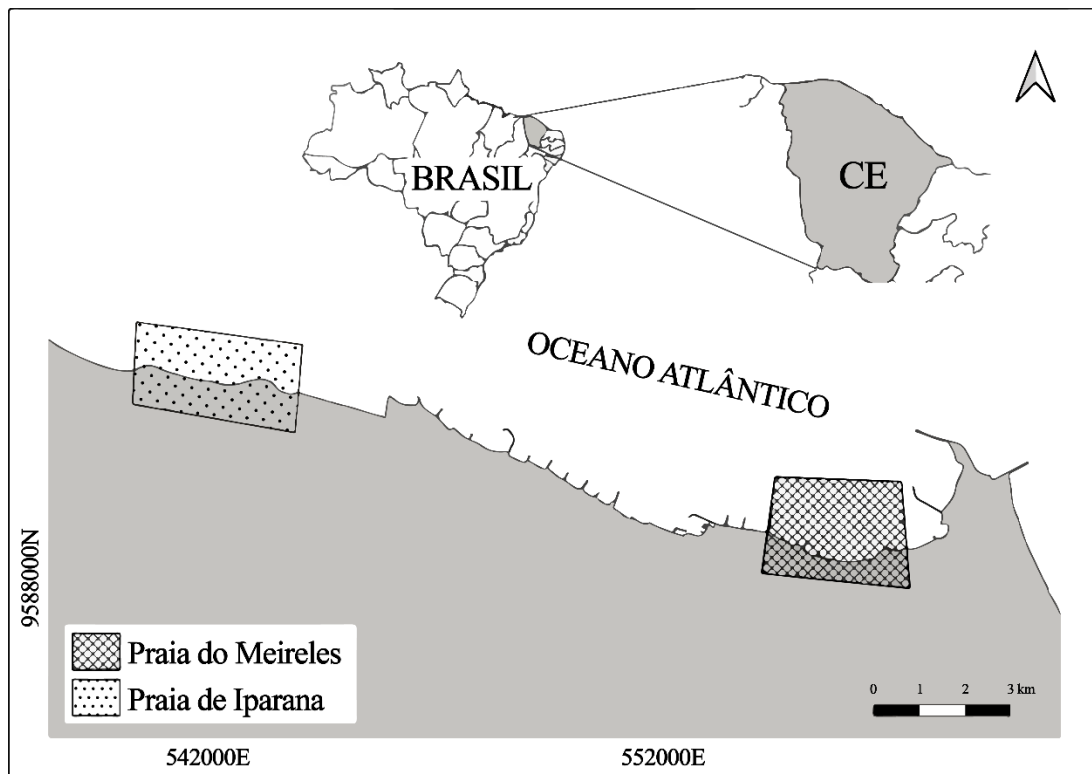 BRASIL
CE
OCEANO ATLÂNTICO
9588000N
Praia do Meireles
Praia de Iparana
0 1 2 3 km
542000E
552000E